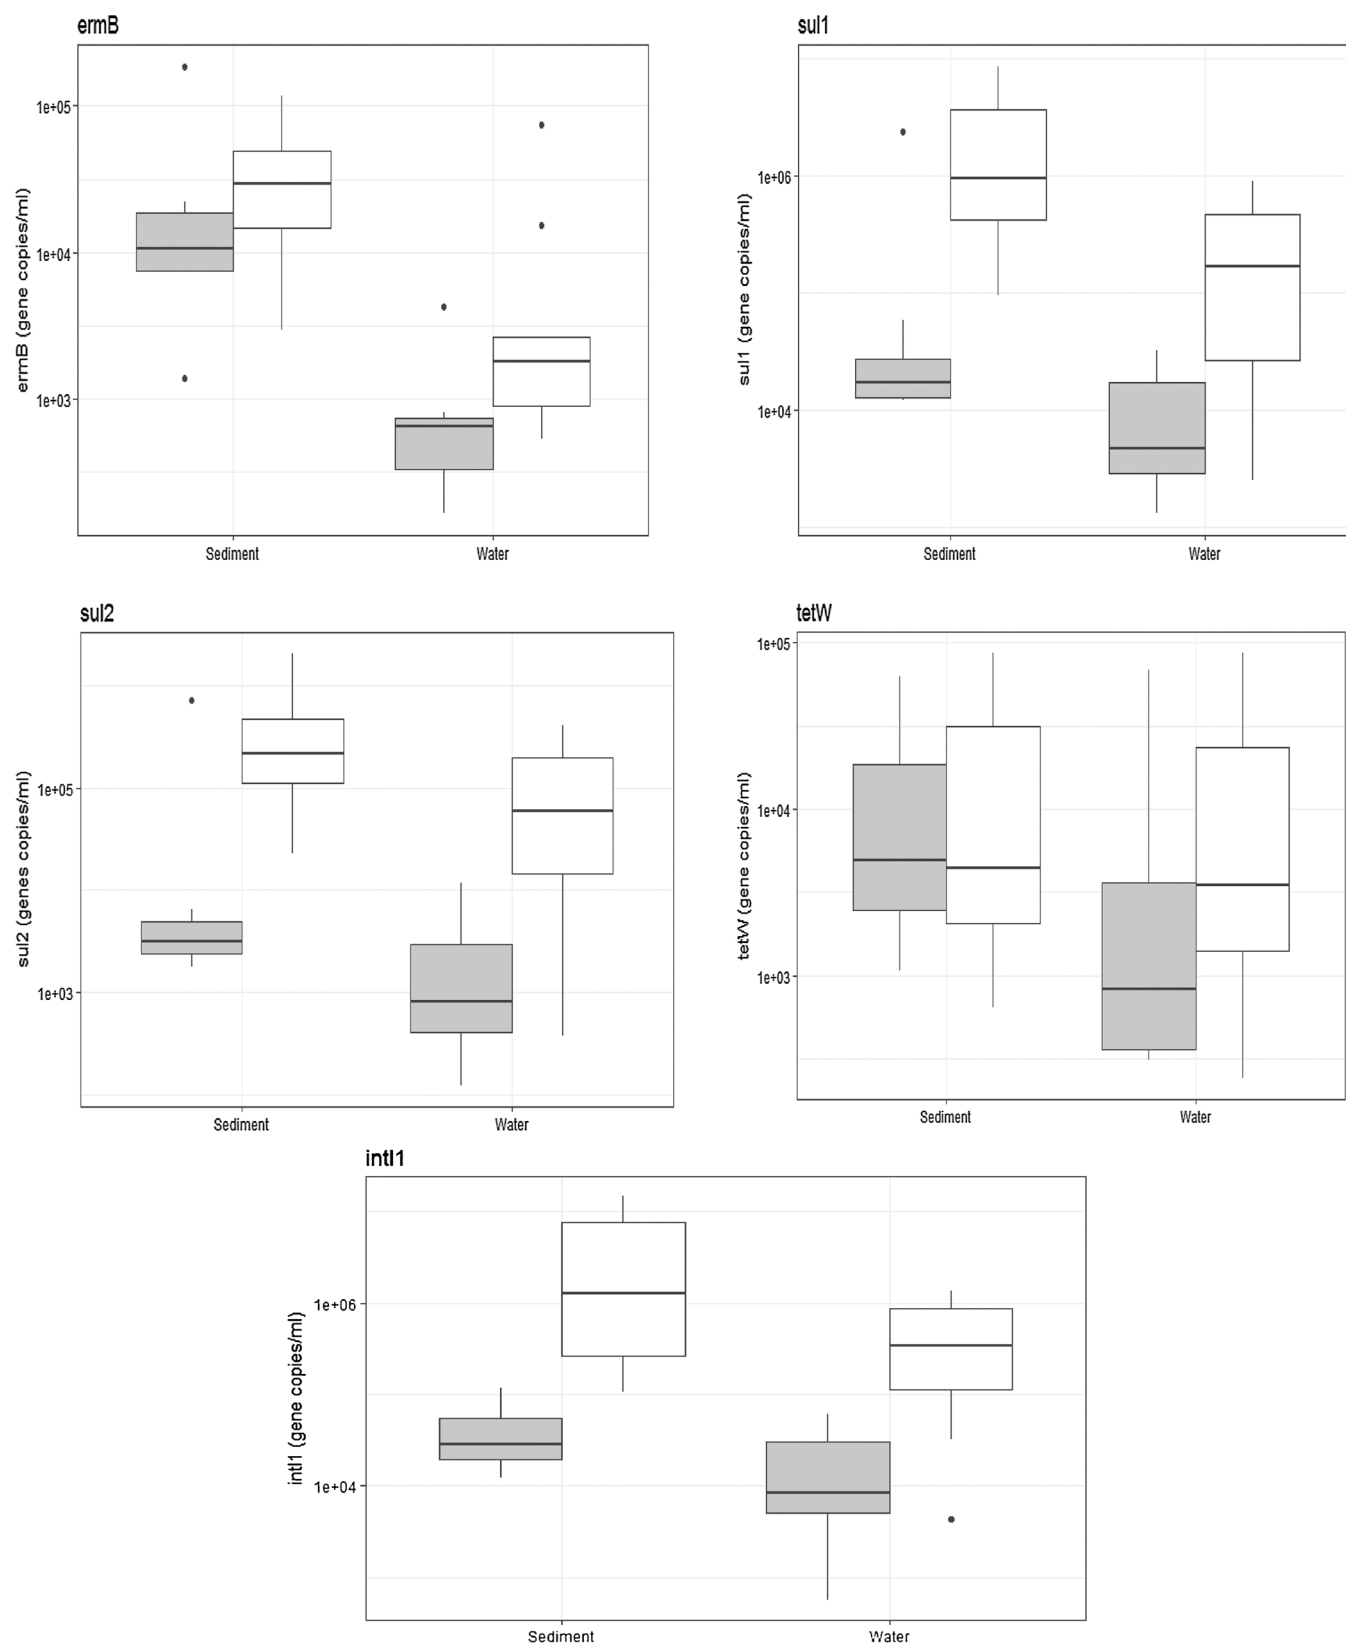 ermB
1e+05
1e+04
1e+03
ermB (gene copies/ml)
Sediment
Water
sul1
1e+06
1e+04
sul1 (gene copies/ml)
Sediment
Water
sul2
1e+05
1e+03
sul2 (genes copies/ml)
Sediment
Water
tetW
1e+05
1e+04
1e+03
tetW (gene copies/ml)
Sediment
Water
intI1
1e+06
1e+04
intI1 (gene copies/ml)
Sediment
Water